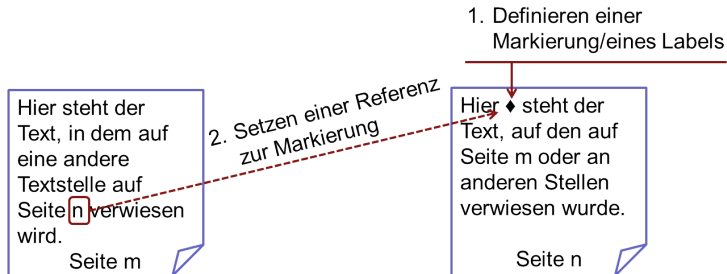 1. Definieren einer
Markierung/eines Labels
2. Setzen einer Referenz
zur Markierung
Hier steht der
Text, in dem auf
eine andere
Textstelle auf
Seite n verwiesen
wird.
Seite m
Hier ♦ steht der
Text, auf den auf
Seite m oder an
anderen Stellen
verwiesen wurde.
Seite n